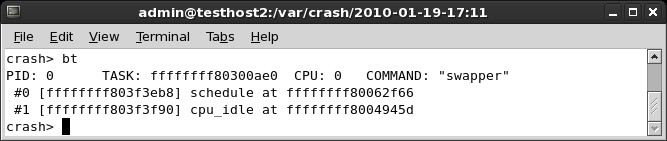 admin@testhost2:/var/crash/2010-01-19-17:11
File Edit View Terminal Tabs Help
crash> bt
PID: 0      TASK: ffffffff80300ae0  CPU: 0   COMMAND: "swapper"
 #0 [ffffffff803f3eb8] schedule at ffffffff80062f66
 #1 [ffffffff803f3f90] cpu_idle at ffffffff8004945d
crash>